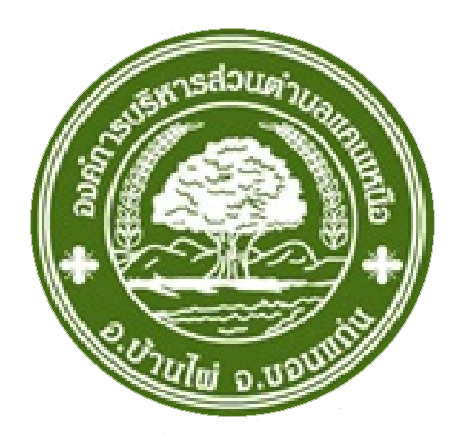 องค์การบริหารส่วนตำบลแคนเหนือ
อ.บ้านไผ่ จ.ขอนแก่น